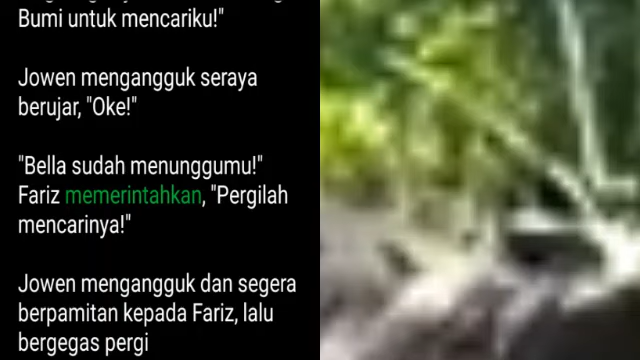 Bumi untuk mencariku!"
Jowen mengangguk seraya
berujar, "Oke!"
"Bella sudah menunggumu!"
Fariz memerintahkan, "Pergilah
mencarinya!"
Jowen mengangguk dan segera
berpamitan kepada Fariz, lalu
bergegas pergi